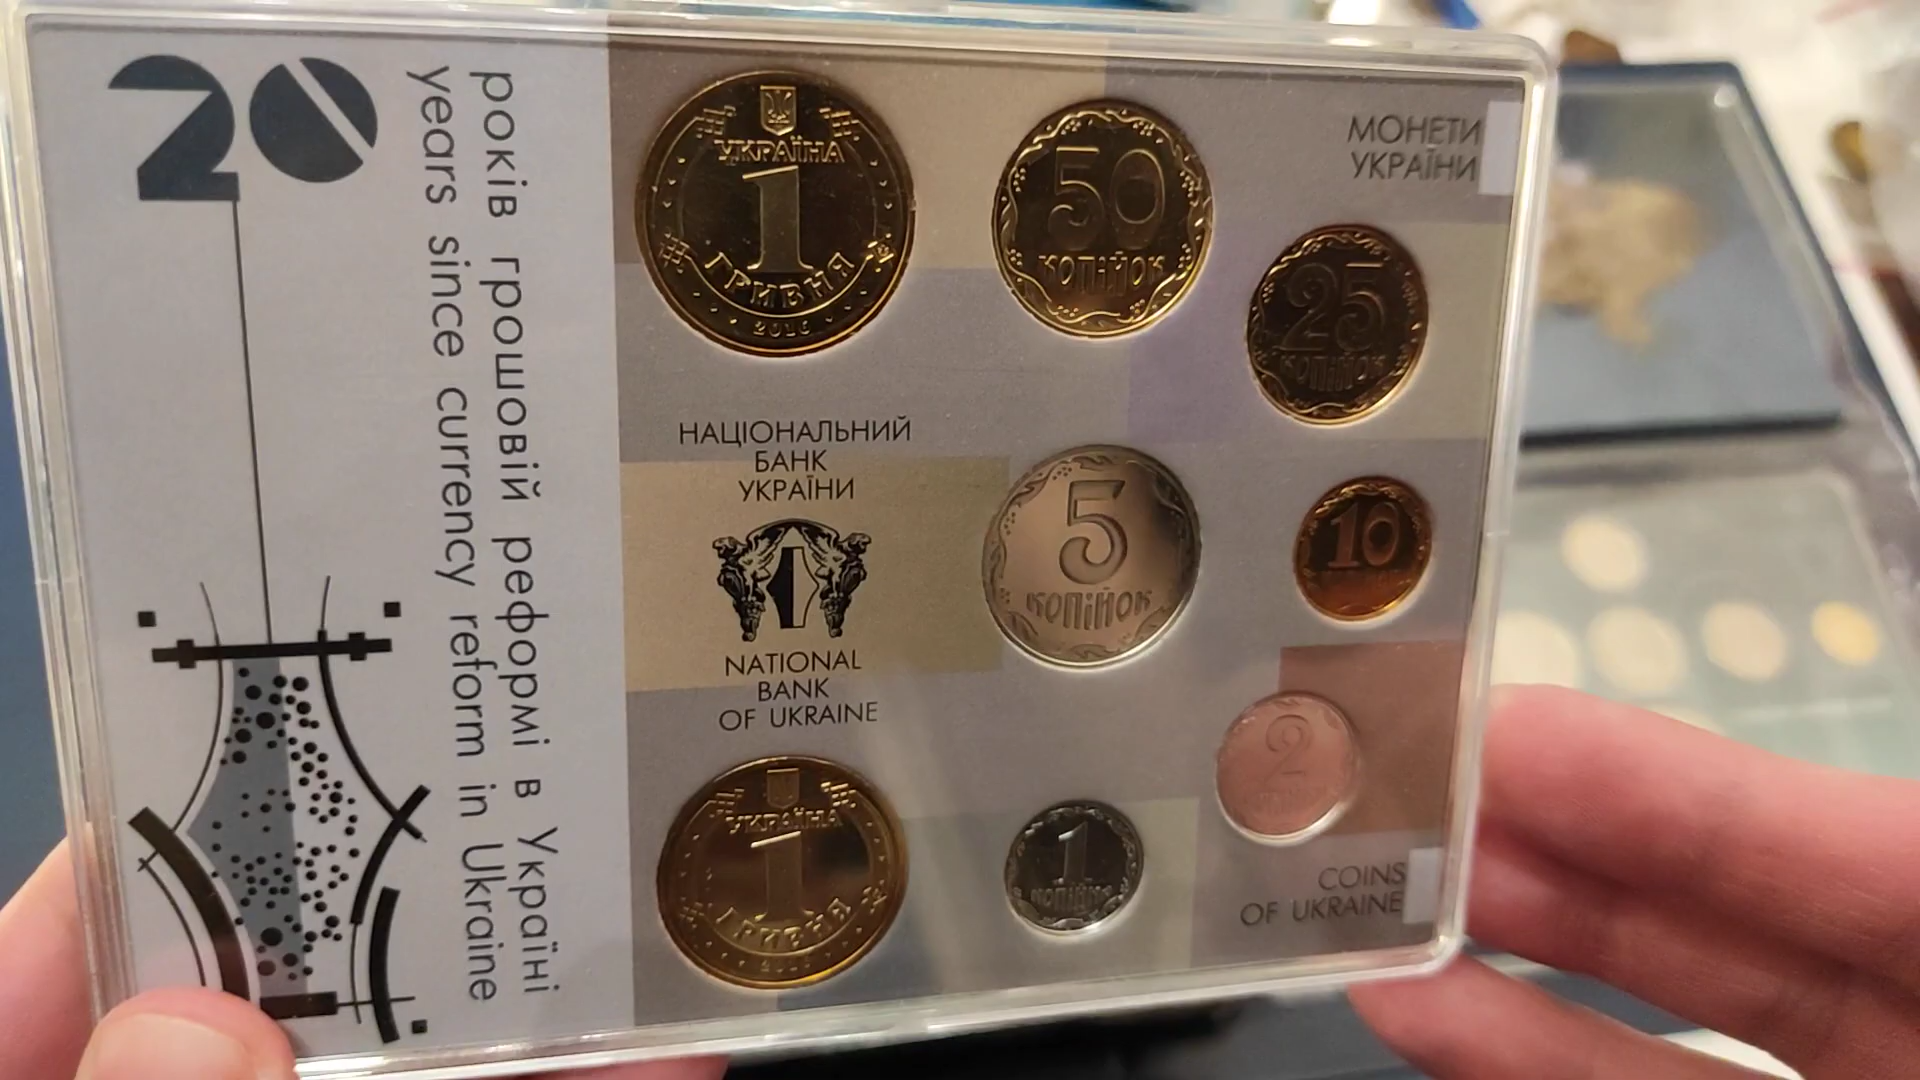 20
років грошовій реформі в Україні
years since currency reform in Ukraine
УКРАЇНА
1
ГРИВНЯ
2016
50
КОПІЙОК
МОНЕТИ
УКРАЇНИ
25
КОПІЙОК
НАЦІОНАЛЬНИЙ
БАНК
УКРАЇНИ
NATIONAL
BANK
OF UKRAINE
5
КОПІЙОК
10
2
УКРАЇНА
1
ГРИВНЯ
1
КОПІЙКА
COINS
OF UKRAINE